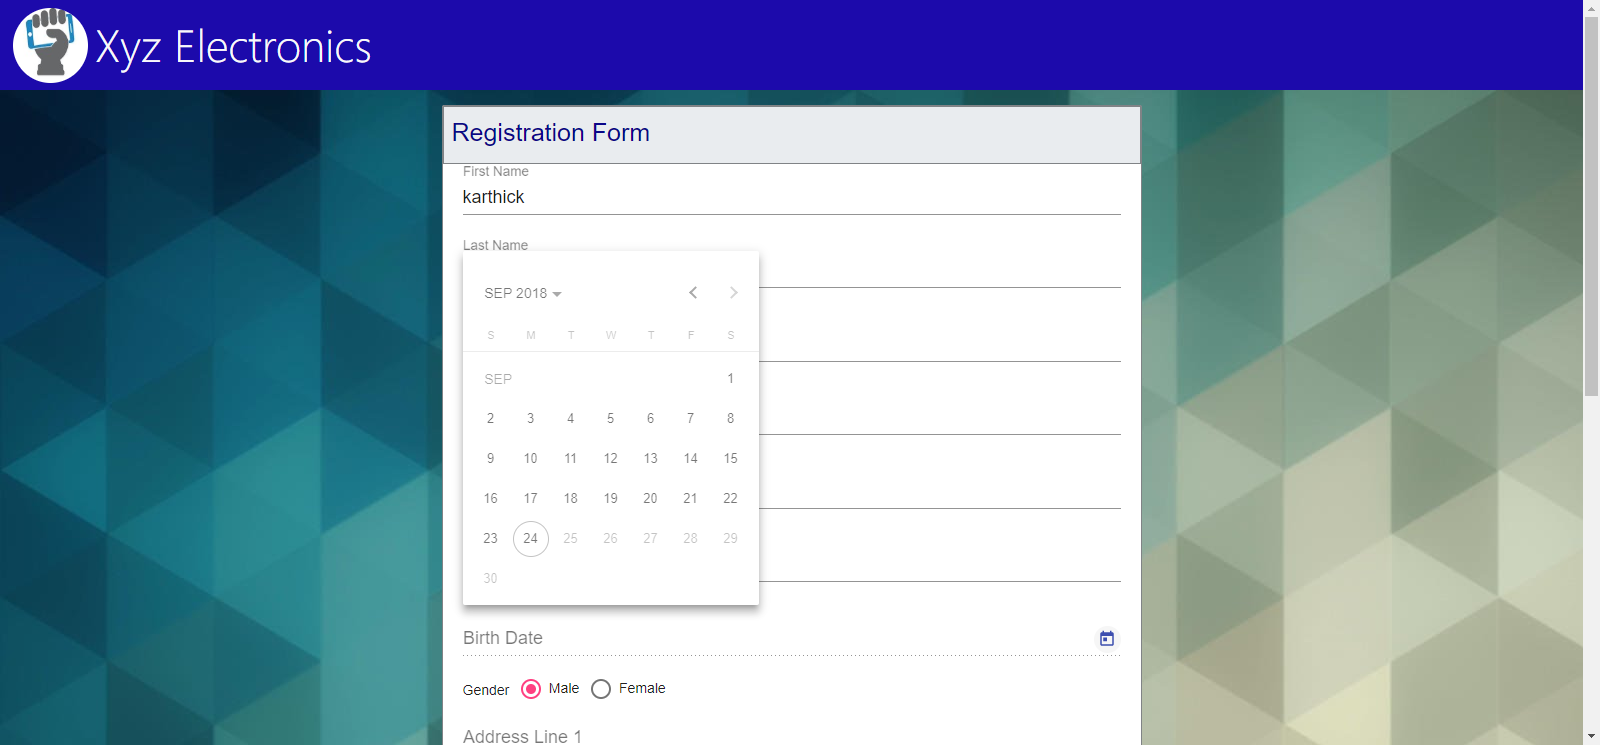 Xyz Electronics
Registration Form
First Name
karthick
Last Name
SEP 2018
S M T W T F S
SEP 1
2 3 4 5 6 7 8
9 10 11 12 13 14 15
16 17 18 19 20 21 22
23 24 25 26 27 28 29
30
Birth Date
Gender Male Female
Address Line 1